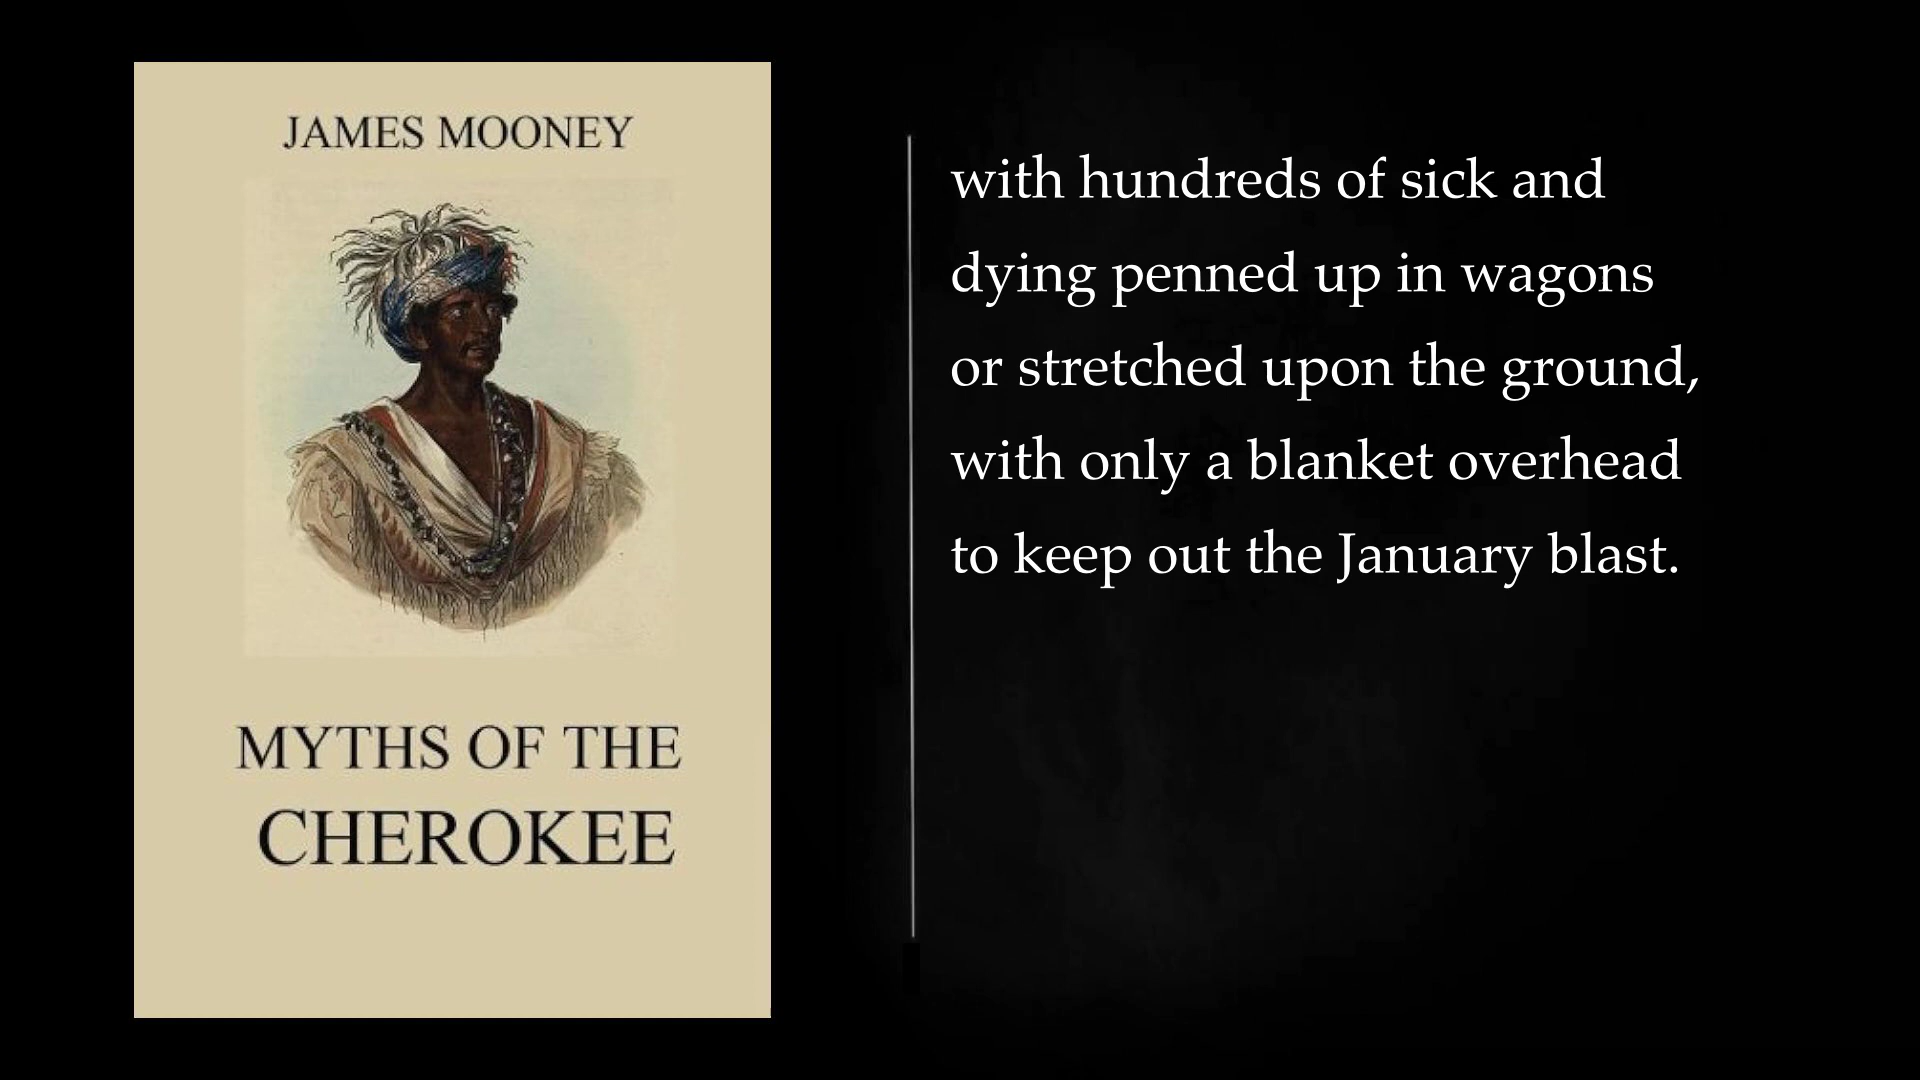 JAMES MOONEY
MYTHS OF THE
CHEROKEE
with hundreds of sick and
dying penned up in wagons
or stretched upon the ground,
with only a blanket overhead
to keep out the January blast.